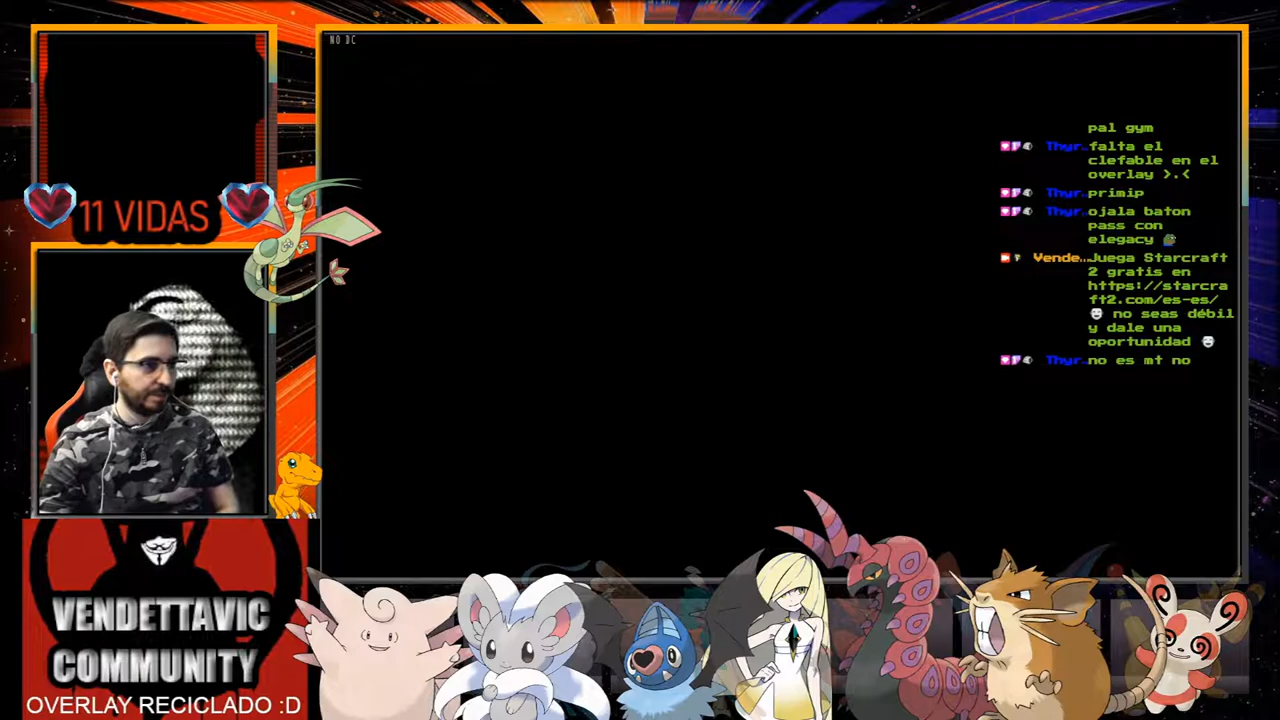 NO DC
pal gym
Thyr..falta el
clefable en el
overlay >.<
Thyr..primip
Thyr..ojala baton
pass con
elegacy
Vende..Juega Starcraft
2 gratis en
https://starcra
ft2.com/es-es/
no seas débil
y dale una
oportunidad
Thyr..no es mt no
11 VIDAS
VENDETTAVIC
COMMUNITY
OVERLAY RECICLADO :D